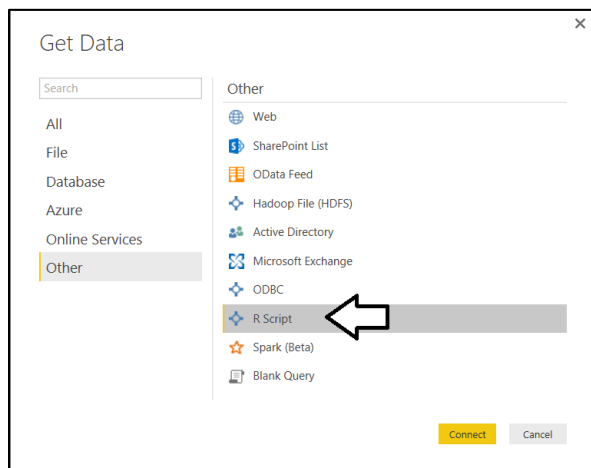 Get Data
Search
All
File
Database
Azure
Online Services
Other
Other
Web
SharePoint List
OData Feed
Hadoop File (HDFS)
Active Directory
Microsoft Exchange
ODBC
R Script
Spark (Beta)
Blank Query
Connect
Cancel